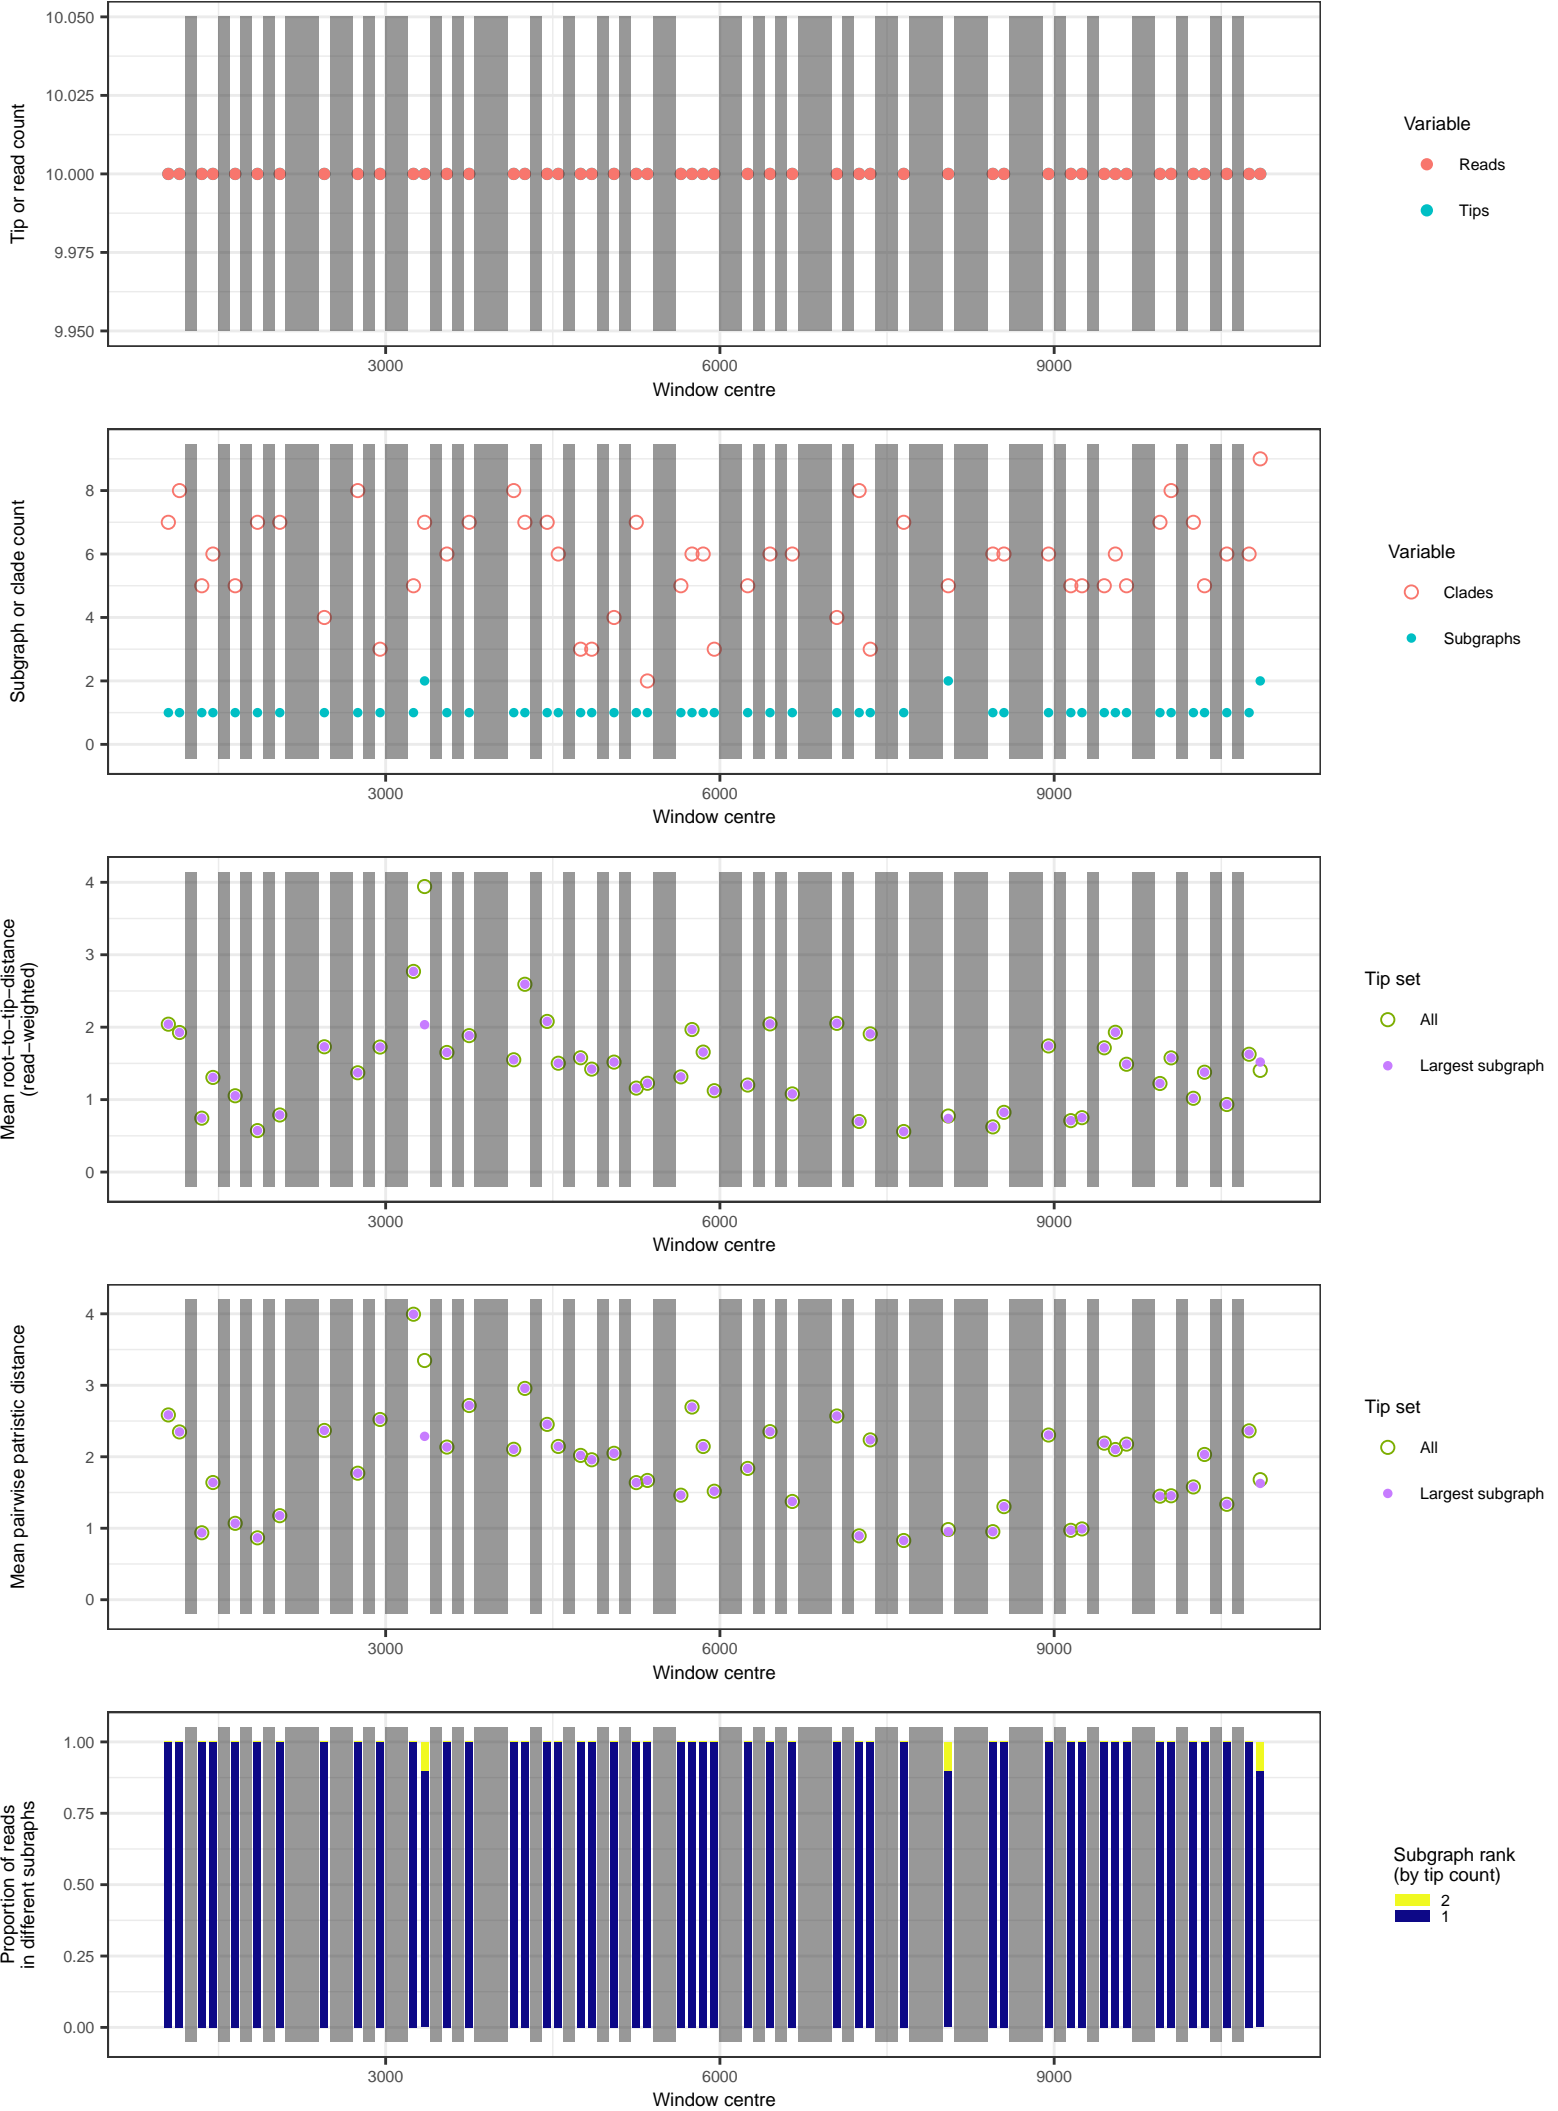 10.050
10.025
10.000
9.975
9.950
Tip or read count
3000
6000
9000
Window centre
Variable
Reads
Tips
8
6
4
2
0
Subgraph or clade count
3000
6000
9000
Window centre
Variable
Clades
Subgraphs
4
3
2
1
0
Mean root−to−tip−distance
(read−weighted)
3000
6000
9000
Window centre
Tip set
All
Largest subgraph
4
3
2
1
0
Mean pairwise patristic distance
3000
6000
9000
Window centre
Tip set
All
Largest subgraph
1.00
0.75
0.50
0.25
0.00
Proportion of reads
in different subraphs
3000
6000
9000
Window centre
Subgraph rank
(by tip count)
2
1